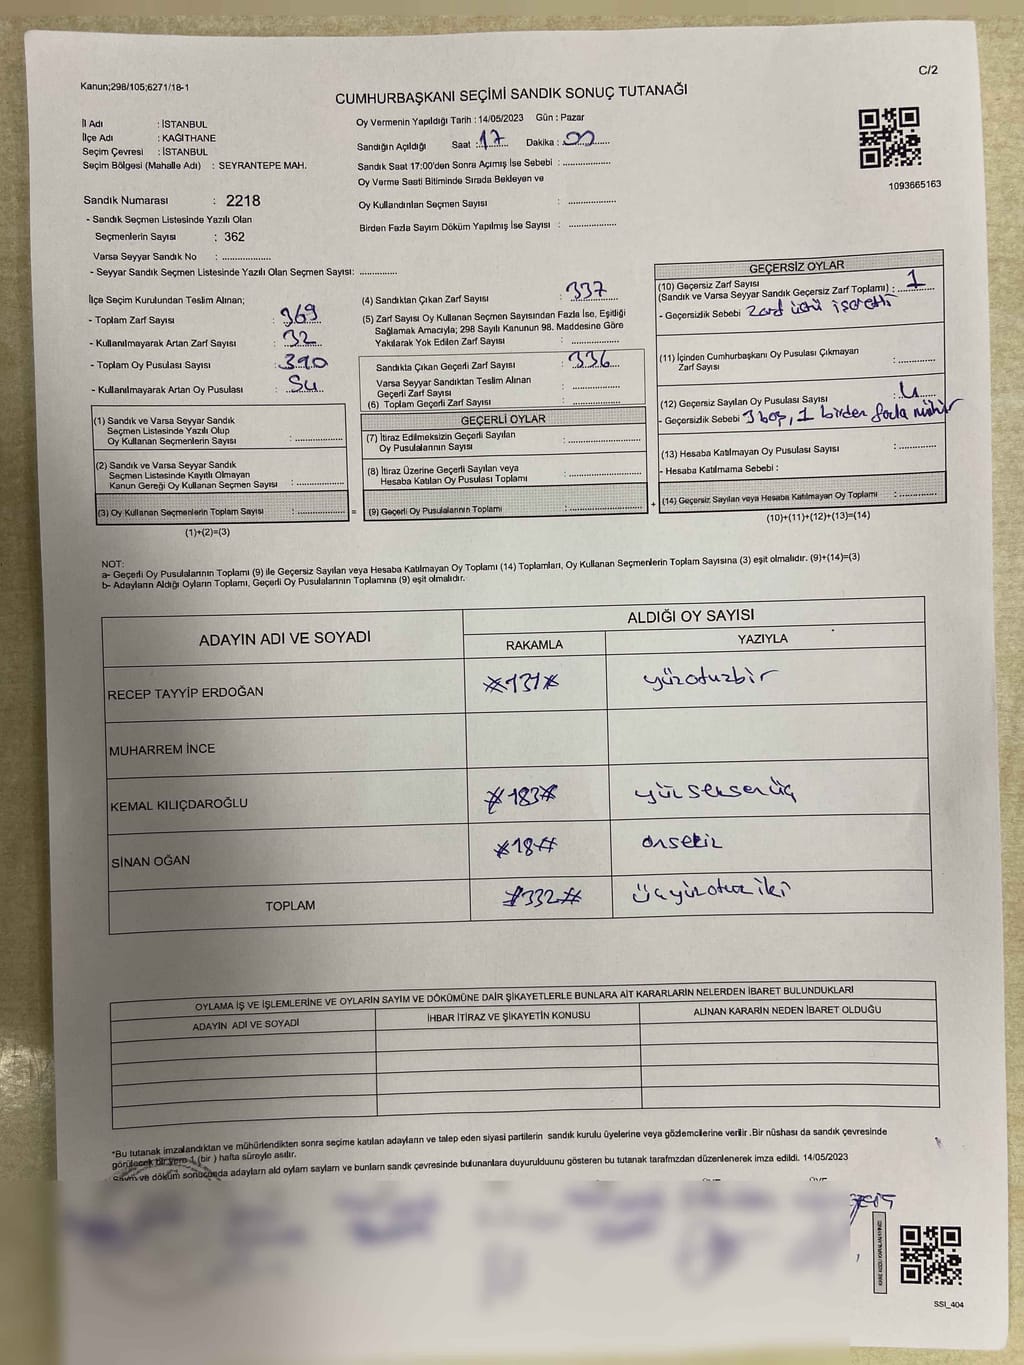 C/2
Kanun;298/105;6271/18-1
CUMHURBAŞKANI SEÇİMİ SANDIK SONUÇ TUTANAĞI
İl Adı : İSTANBUL
İlçe Adı : KAĞITHANE
Seçim Çevresi : İSTANBUL
Seçim Bölgesi (Mahalle Adı) : SEYRANTEPE MAH.
Oy Vermenin Yapıldığı Tarih : 14/05/2023 Gün : Pazar
Sandığın Açıldığı Saat : 17 Dakika : 00
Sandık Saat 17:00'den Sonra Açımış İse Sebebi :
Oy Verme Saati Bitiminde Sırada Bekleyen ve
Oy Kullandırılan Seçmen Sayısı :
Birden Fazla Sayım Döküm Yapılmış İse Sayısı :
1093665163
Sandık Numarası : 2218
- Sandık Seçmen Listesinde Yazılı Olan
Seçmenlerin Sayısı : 362
Varsa Seyyar Sandık No :
- Seyyar Sandık Seçmen Listesinde Yazılı Olan Seçmen Sayısı:
İlçe Seçim Kurulundan Teslim Alınan;
- Toplam Zarf Sayısı : 369
- Kullanılmayarak Artan Zarf Sayısı : 32
- Toplam Oy Pusulası Sayısı : 390
- Kullanılmayarak Artan Oy Pusulası :
(1) Sandık ve Varsa Seyyar Sandık
Seçmen Listesinde Yazılı Olup
Oy Kullanan Seçmenlerin Sayısı :
(2) Sandık ve Varsa Seyyar Sandık
Seçmen Listesinde Kayıtlı Olmayan
Kanun Gereği Oy Kullanan Seçmen Sayısı :
(3) Oy Kullanan Seçmenlerin Toplam Sayısı : =
(1)+(2)=(3)
(4) Sandıktan Çıkan Zarf Sayısı : 337
(5) Zarf Sayısı Oy Kullanan Seçmen Sayısından Fazla İse, Eşitliği
Sağlamak Amacıyla; 298 Sayılı Kanunun 98. Maddesine Göre
Yakılarak Yok Edilen Zarf Sayısı :
Sandıkta Çıkan Geçerli Zarf Sayısı : 336
Varsa Seyyar Sandıktan Teslim Alınan
Geçerli Zarf Sayısı :
(6) Toplam Geçerli Zarf Sayısı :
GEÇERLİ OYLAR
(7) İtiraz Edilmeksizin Geçerli Sayılan
Oy Pusulalarının Sayısı :
(8) İtiraz Üzerine Geçerli Sayılan veya
Hesaba Katılan Oy Pusulası Toplamı :
(9) Geçerli Oy Pusulalarının Toplamı : +
GEÇERSİZ OYLAR
(10) Geçersiz Zarf Sayısı
(Sandık ve Varsa Seyyar Sandık Geçersiz Zarf Toplamı) : 1
- Geçersizlik Sebebi Zarf üstü işaretli
(11) İçinden Cumhurbaşkanı Oy Pusulası Çıkmayan
Zarf Sayısı :
(12) Geçersiz Sayılan Oy Pusulası Sayısı : 4
- Geçersizlik Sebebi 3 boş, 1 birden fazla mühür
(13) Hesaba Katılmayan Oy Pusulası Sayısı :
- Hesaba Katılmama Sebebi :
(14) Geçersiz Sayılan veya Hesaba Katılmayan Oy Toplamı :
(10)+(11)+(12)+(13)=(14)
NOT:
a- Geçerli Oy Pusulalarının Toplamı (9) ile Geçersiz Sayılan veya Hesaba Katılmayan Oy Toplamı (14) Toplamları, Oy Kullanan Seçmenlerin Toplam Sayısına (3) eşit olmalıdır. (9)+(14)=(3)
b- Adayların Aldığı Oyların Toplamı, Geçerli Oy Pusulalarının Toplamına (9) eşit olmalıdır.
ADAYIN ADI VE SOYADI ALDIĞI OY SAYISI
RAKAMLA YAZIYLA
RECEP TAYYİP ERDOĞAN #131# yüzotuzbir
MUHARREM İNCE
KEMAL KILIÇDAROĞLU #183# yüzseksenüç
SİNAN OĞAN #18# onsekiz
TOPLAM #332# üçyüzotuziki
OYLAMA İŞ VE İŞLEMLERİNE VE OYLARIN SAYIM VE DÖKÜMÜNE DAİR ŞİKAYETLERLE BUNLARA AİT KARARLARIN NELERDEN İBARET BULUNDUKLARI
ADAYIN ADI VE SOYADI İHBAR İTİRAZ VE ŞİKAYETİN KONUSU ALINAN KARARIN NEDEN İBARET OLDUĞU
*Bu tutanak imzalandıktan ve mühürlendikten sonra seçime katılan adayların ve talep eden siyasi partilerin sandık kurulu üyelerine veya gözlemcilerine verilir .Bir nüshası da sandık çevresinde
görülecek bir yere 1 (bir ) hafta süreyle asılır.
Sayım ve döküm sonucunda adayların ald oyların sayların ve bunların sandık çevresinde bulunanlara duyurulduunu gösteren bu tutanak tarafmzdan düzenlenerek imza edildi. 14/05/2023
SSI_404